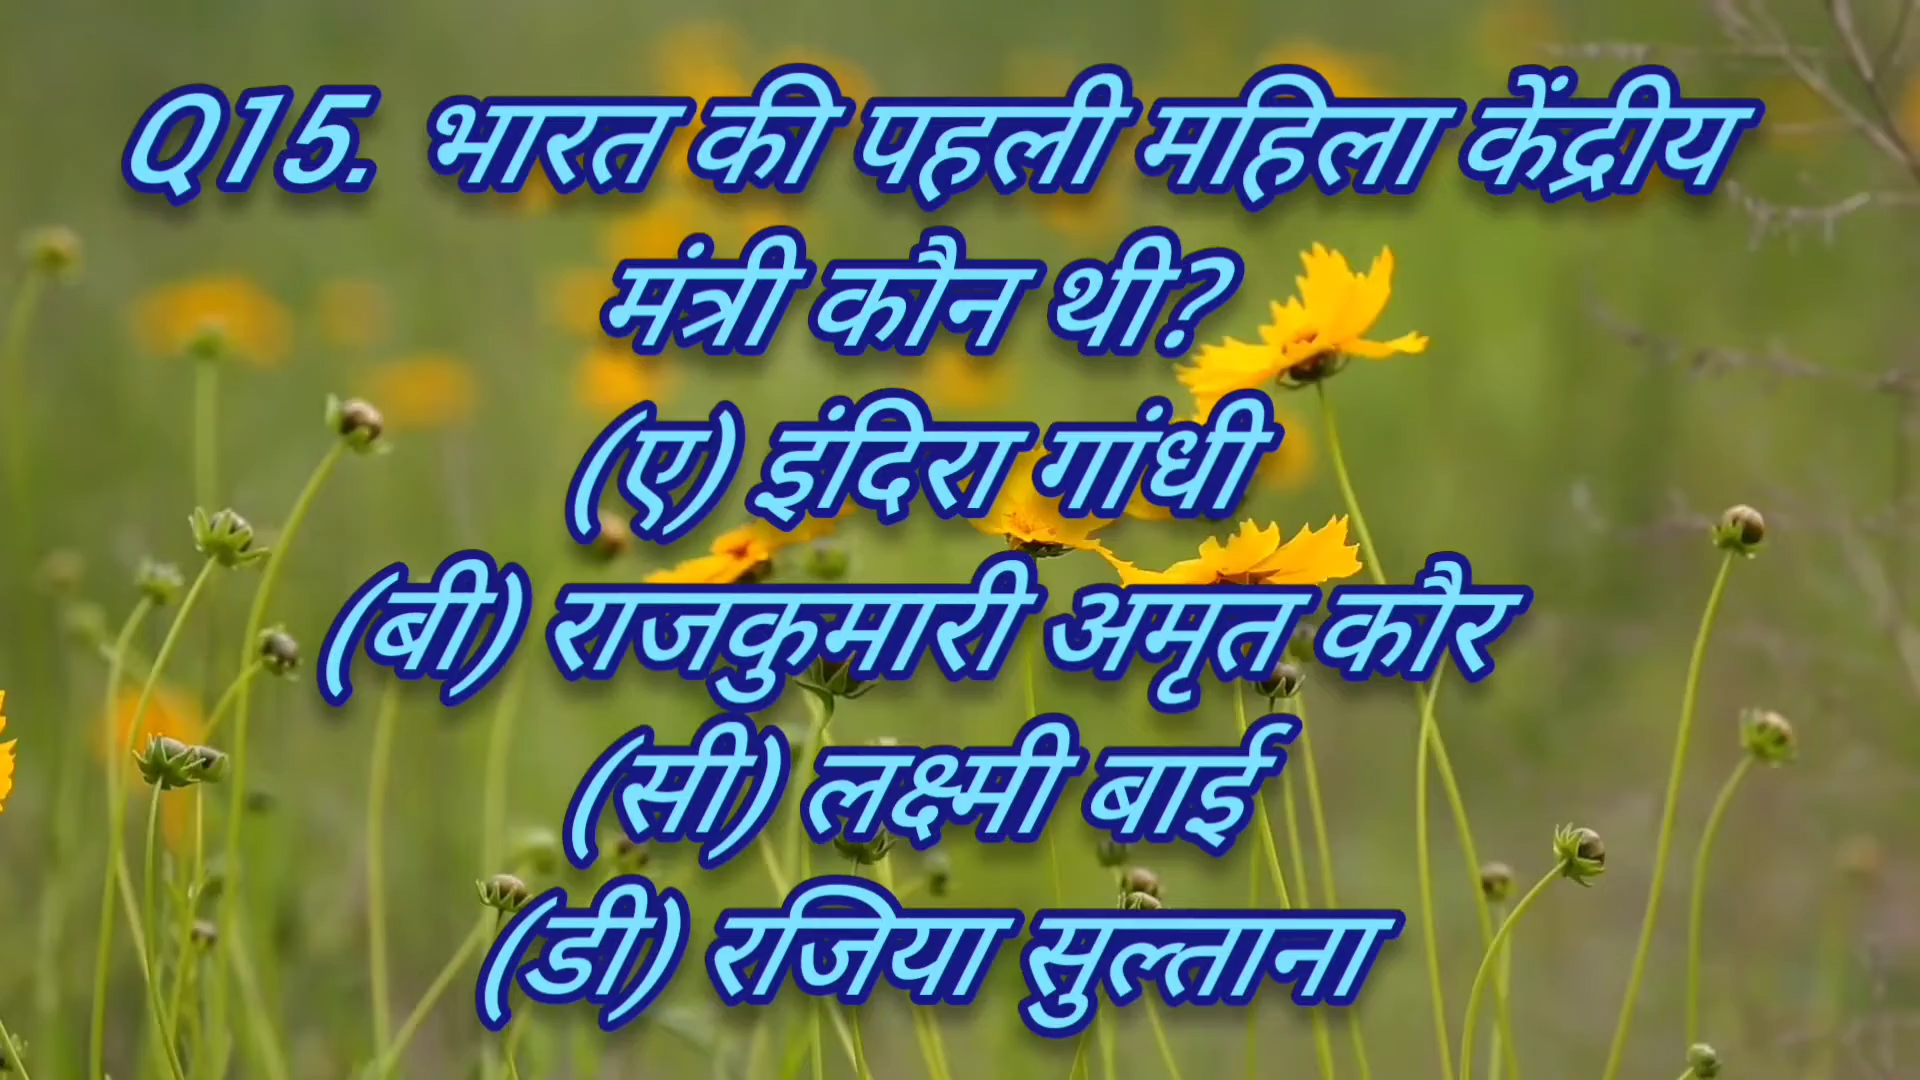 Q15. भारत की पहली महिला केंद्रीय
मंत्री कौन थी?
(ए) इंदिरा गांधी
(बी) राजकुमारी अमृत कौर
(सी) लक्ष्मी बाई
(डी) रजिया सुल्ताना